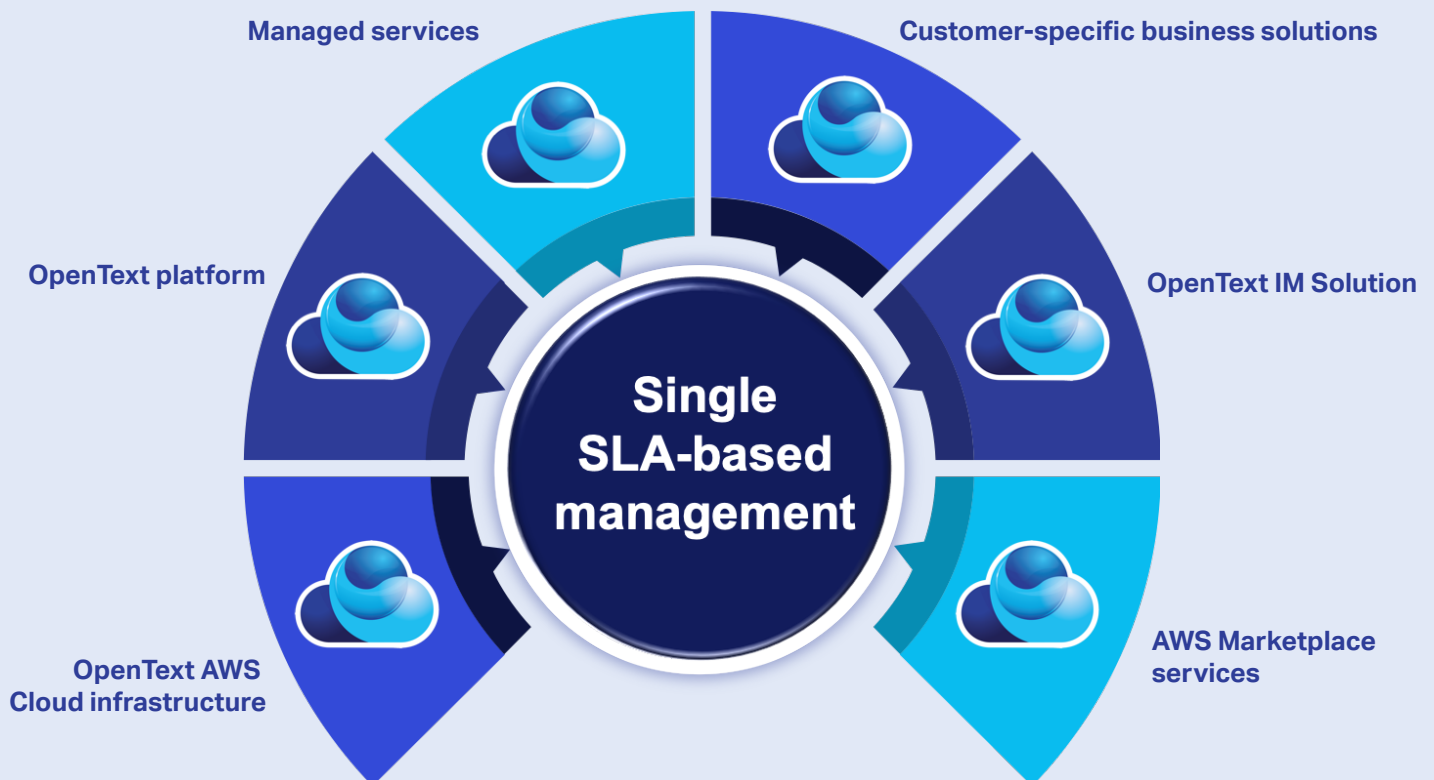 Managed services
Customer-specific business solutions
OpenText platform
OpenText IM Solution
Single
SLA-based
management
OpenText AWS
Cloud infrastructure
AWS Marketplace
services